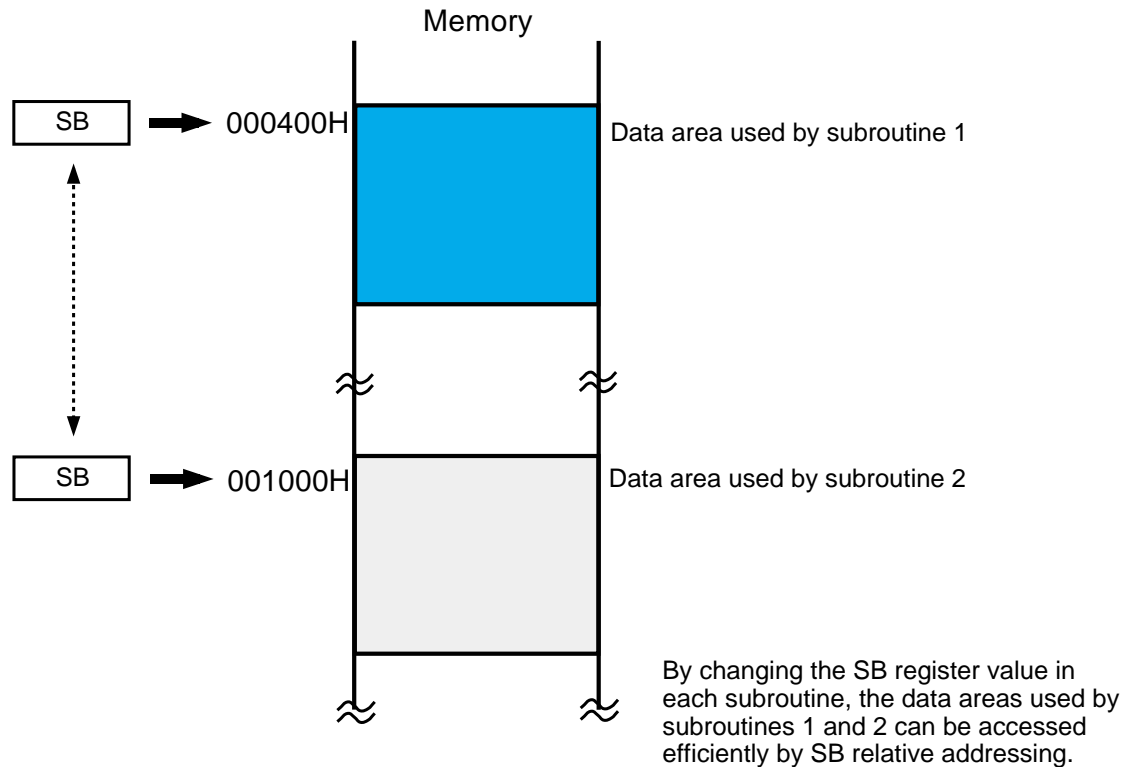 Memory
SB
000400H
Data area used by subroutine 1
SB
001000H
Data area used by subroutine 2
By changing the SB register value in
each subroutine, the data areas used by
subroutines 1 and 2 can be accessed
efficiently by SB relative addressing.